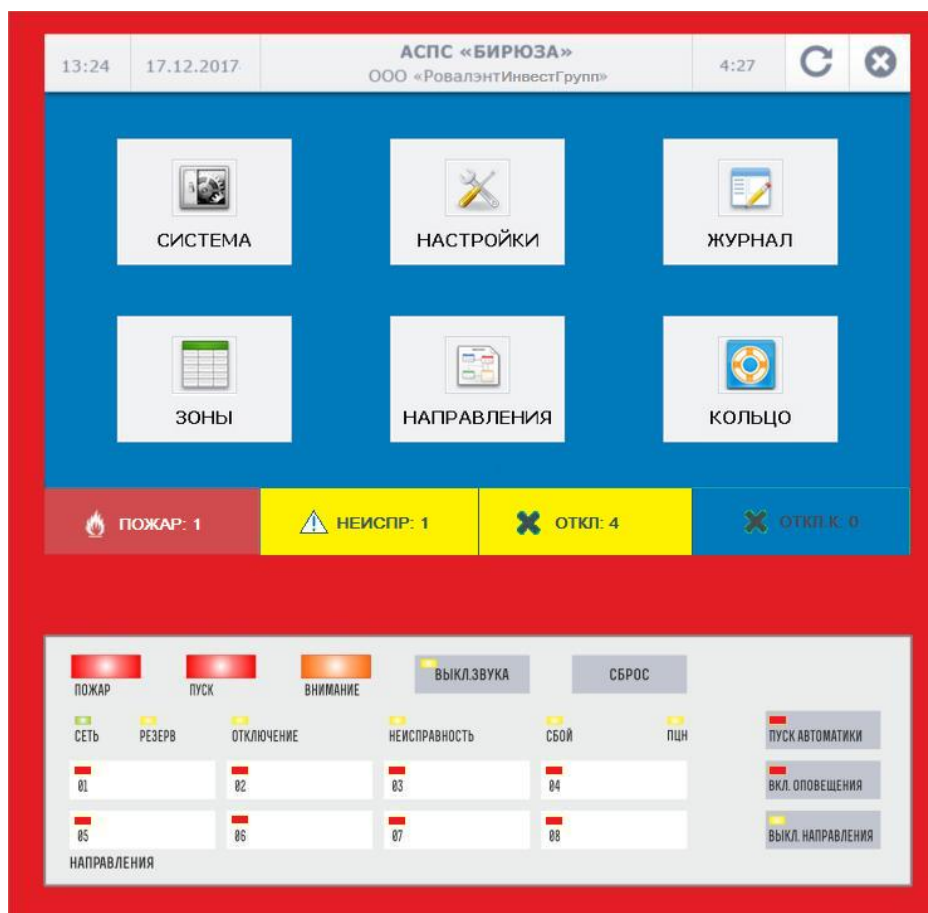 13:24 17.12.2017 АСПС «БИРЮЗА» 4:27
ООО «РовалэнтИнвестГрупп»
СИСТЕМА НАСТРОЙКИ ЖУРНАЛ
ЗОНЫ НАПРАВЛЕНИЯ КОЛЬЦО
ПОЖАР: 1 НЕИСПР: 1 ОТКЛ: 4 ОТКЛ.К: 0
ВЫКЛ.ЗВУКА СБРОС
ПОЖАР ПУСК ВНИМАНИЕ
СЕТЬ РЕЗЕРВ ОТКЛЮЧЕНИЕ НЕИСПРАВНОСТЬ СБОЙ ПЦН ПУСК АВТОМАТИКИ
01 02 03 04 ВКЛ. ОПОВЕЩЕНИЯ
05 06 07 08 ВЫКЛ. НАПРАВЛЕНИЯ
НАПРАВЛЕНИЯ